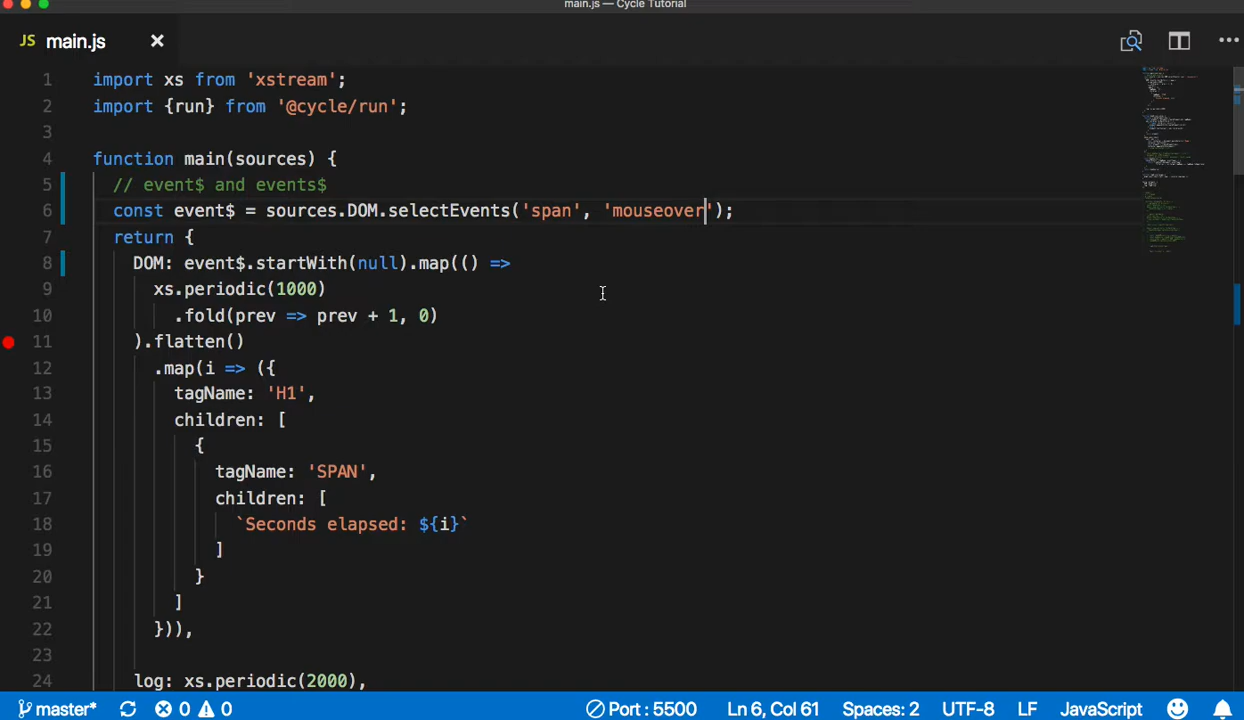 main.js — Cycle Tutorial
JS main.js
1 import xs from 'xstream';
2 import {run} from '@cycle/run';
3
4 function main(sources) {
5 // event$ and events$
6 const event$ = sources.DOM.selectEvents('span', 'mouseover');
7 return {
8 DOM: event$.startWith(null).map(() =>
9 xs.periodic(1000)
10 .fold(prev => prev + 1, 0)
11 ).flatten()
12 .map(i => ({
13 tagName: 'H1',
14 children: [
15 {
16 tagName: 'SPAN',
17 children: [
18 `Seconds elapsed: ${i}`
19 ]
20 }
21 ]
22 })),
23
24 log: xs.periodic(2000),
master* 0 0 Port : 5500 Ln 6, Col 61 Spaces: 2 UTF-8 LF JavaScript